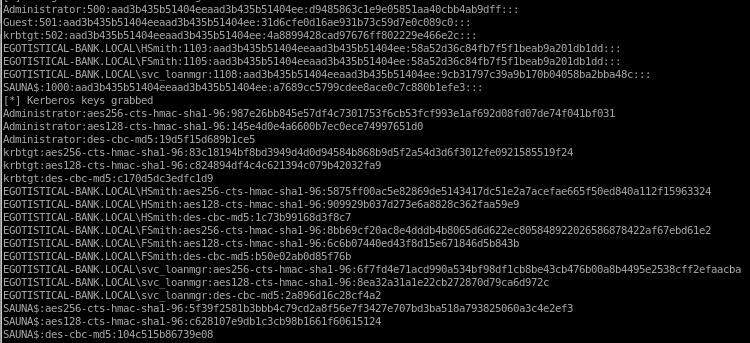 Administrator:500:aad3b435b51404eeaad3b435b51404ee:d9485863c1e9e05851aa40cbb4ab9dff:::
Guest:501:aad3b435b51404eeaad3b435b51404ee:31d6cfe0d16ae931b73c59d7e0c089c0:::
krbtgt:502:aad3b435b51404eeaad3b435b51404ee:4a8899428cad97676ff802229e466e2c:::
EGOTISTICAL-BANK.LOCAL\HSmith:1103:aad3b435b51404eeaad3b435b51404ee:58a52d36c84fb7f5f1beab9a201db1dd:::
EGOTISTICAL-BANK.LOCAL\FSmith:1105:aad3b435b51404eeaad3b435b51404ee:58a52d36c84fb7f5f1beab9a201db1dd:::
EGOTISTICAL-BANK.LOCAL\svc_loanmgr:1108:aad3b435b51404eeaad3b435b51404ee:9cb31797c39a9b170b04058ba2bba48c:::
SAUNA$:1000:aad3b435b51404eeaad3b435b51404ee:a7689cc5799cdee8ace0c7c880b1efe3:::
[*] Kerberos keys grabbed
Administrator:aes256-cts-hmac-sha1-96:987e26bb845e57df4c7301753f6cb53fcf993e1af692d08fd07de74f041bf031
Administrator:aes128-cts-hmac-sha1-96:145e4d0e4a6600b7ec0ece74997651d0
Administrator:des-cbc-md5:19d5f15d689b1ce5
krbtgt:aes256-cts-hmac-sha1-96:83c18194bf8bd3949d4d0d94584b868b9d5f2a54d3d6f3012fe0921585519f24
krbtgt:aes128-cts-hmac-sha1-96:c824894df4c4c621394c079b42032fa9
krbtgt:des-cbc-md5:c170d5dc3edfc1d9
EGOTISTICAL-BANK.LOCAL\HSmith:aes256-cts-hmac-sha1-96:5875ff00ac5e82869de5143417dc51e2a7acefae665f50ed840a112f15963324
EGOTISTICAL-BANK.LOCAL\HSmith:aes128-cts-hmac-sha1-96:909929b037d273e6a8828c362faa59e9
EGOTISTICAL-BANK.LOCAL\HSmith:des-cbc-md5:1c73b99168d3f8c7
EGOTISTICAL-BANK.LOCAL\FSmith:aes256-cts-hmac-sha1-96:8bb69cf20ac8e4dddb4b8065d6d622ec805848922026586878422af67ebd61e2
EGOTISTICAL-BANK.LOCAL\FSmith:aes128-cts-hmac-sha1-96:6c6b07440ed43f8d15e671846d5b843b
EGOTISTICAL-BANK.LOCAL\FSmith:des-cbc-md5:b50e02ab0d85f76b
EGOTISTICAL-BANK.LOCAL\svc_loanmgr:aes256-cts-hmac-sha1-96:6f7fd4e71acd990a534bf98df1cb8be43cb476b00a8b4495e2538cff2efaacba
EGOTISTICAL-BANK.LOCAL\svc_loanmgr:aes128-cts-hmac-sha1-96:8ea32a31a1e22cb272870d79ca6d972c
EGOTISTICAL-BANK.LOCAL\svc_loanmgr:des-cbc-md5:2a896d16c28cf4a2
SAUNA$:aes256-cts-hmac-sha1-96:5f39f2581b3bbb4c79cd2a8f56e7f3427e707bd3ba518a793825060a3c4e2ef3
SAUNA$:aes128-cts-hmac-sha1-96:c628107e9db1c3cb98b1661f60615124
SAUNA$:des-cbc-md5:104c515b86739e08